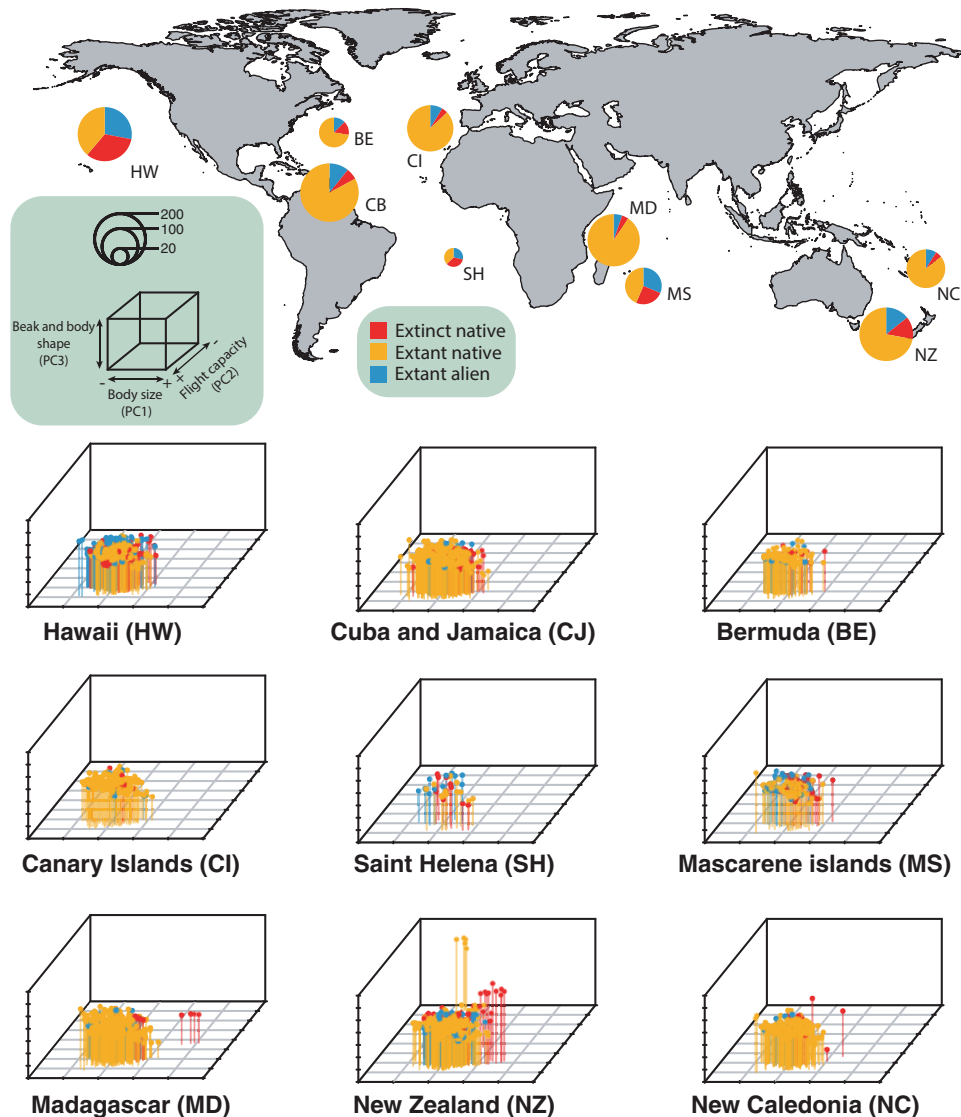 HW
BE
CI
CB
SH
MD
MS
NC
NZ
200
100
20
Beak and body
shape
(PC3)
-
+
Body size
(PC1)
-
+
Flight capacity
(PC2)
Extinct native
Extant native
Extant alien
Hawaii (HW)
Cuba and Jamaica (CJ)
Bermuda (BE)
Canary Islands (CI)
Saint Helena (SH)
Mascarene islands (MS)
Madagascar (MD)
New Zealand (NZ)
New Caledonia (NC)